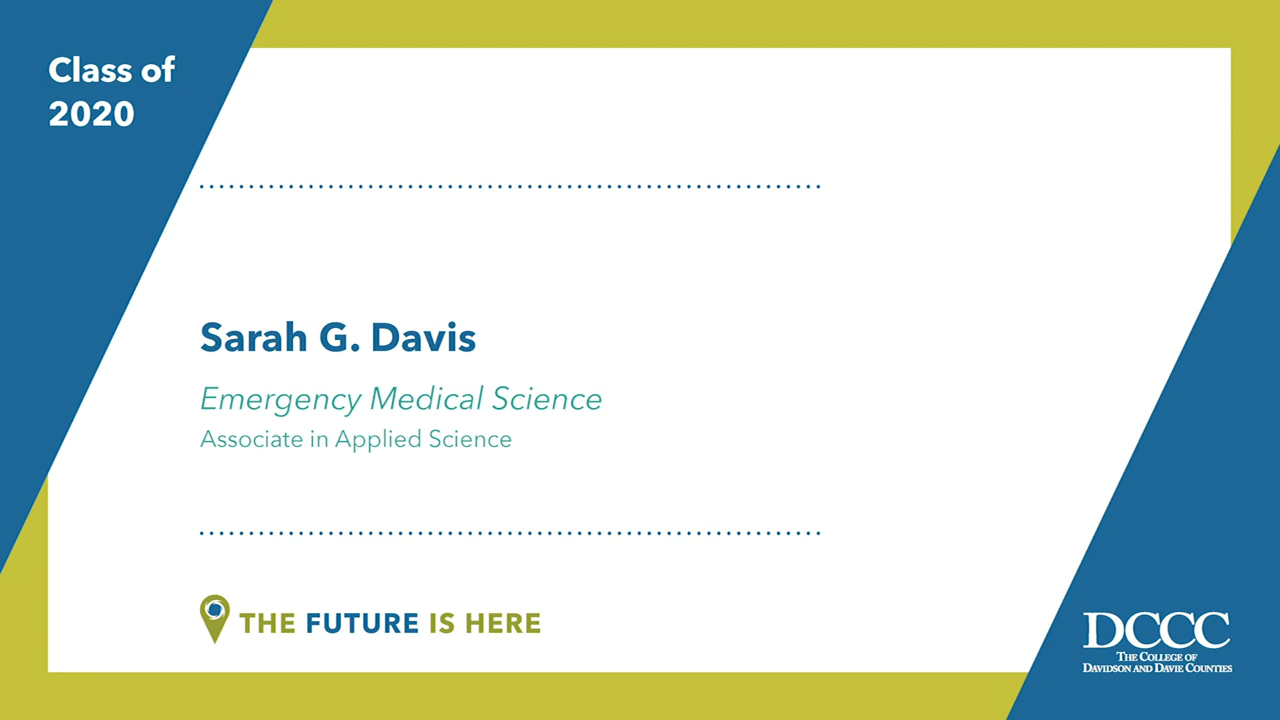 Class of
2020
Sarah G. Davis
Emergency Medical Science
Associate in Applied Science
THE FUTURE IS HERE
DCCC
THE COLLEGE OF
DAVIDSON AND DAVIE COUNTIES